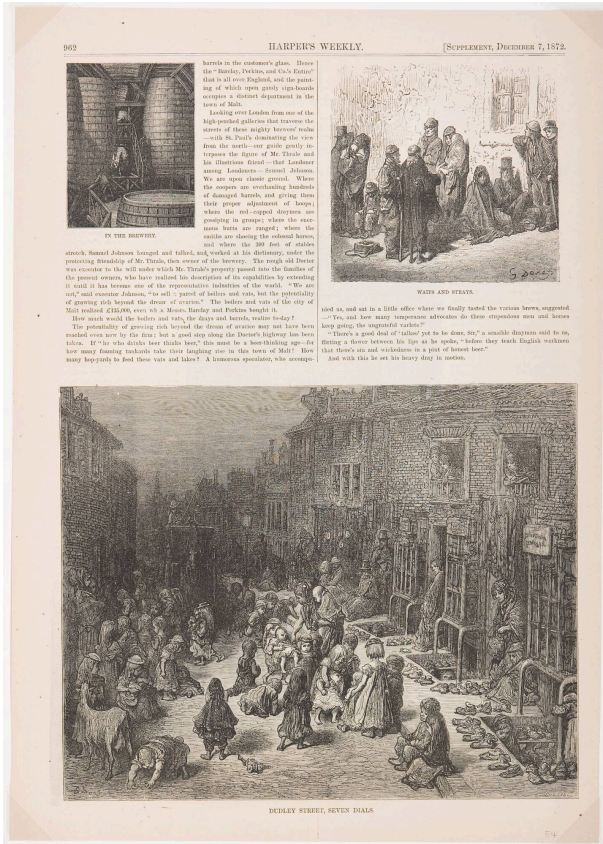 962
HARPER'S WEEKLY.
[SUPPLEMENT, DECEMBER 7, 1872.
IN THE BREWERY.
barrels in the customer's glass. Hence
the "Barclay, Perkins, and Co.'s Entire"
that is all over England, and the paint-
ing of which upon gaudy sign-boards
occupies a distinct department in the
town of Malt.
Looking over London from one of the
high-perched galleries that traverse the
streets of these mighty brewers' realm
—with St. Paul's dominating the view
from the north—our guide gently in-
terposes the figure of Mr. Thrale and
his illustrious friend—that Londoner
among Londoners—Samuel Johnson.
We are upon classic ground. Where
the coopers are overhauling hundreds
of damaged barrels, and giving them
their proper adjustment of hoops;
where the red-capped draymen are
gossiping in groups; where the enor-
mous butts are ranged; where the
smiths are shoeing the colossal horses,
and where the 300 feet of stables
stretch, Samuel Johnson lounged and talked, and worked at his dictionary, under the
protecting friendship of Mr. Thrale, then owner of the brewery. The rough old Doctor
was executor to the will under which Mr. Thrale's property passed into the families of
the present owners, who have realized his description of its capabilities by extending
it until it has become one of the representative industries of the world. "We are
not," said executor Johnson, "to sell a parcel of boilers and vats, but the potentiality
of growing rich beyond the dream of avarice." The boilers and vats of the city of
Malt realized £135,000, even when Messrs. Barclay and Perkins bought it.
How much would the boilers and vats, the drays and barrels, realize to-day?
The potentiality of growing rich beyond the dream of avarice may not have been
reached even now by the firm; but a good step along the Doctor's highway has been
taken. If "he who drinks beer thinks beer," this must be a beer-thinking age—for
how many foaming tankards take their laughing rise in this town of Malt! How
many hop-yards to feed these vats and lakes! A humorous speculator, who accompa-
G Doré
WAIFS AND STRAYS.
nied us, and sat in a little office where we finally tasted the various brews, suggested
—"Yes, and how many temperance advocates do these stupendous men and horses
keep going, the ungrateful varlets?"
"There's a good deal of 'talkee' yet to be done, Sir," a sensible drayman said to us,
flirting a flower between his lips as he spoke, "before they teach English workmen
that there's sin and wickedness in a pint of honest beer."
And with this he set his heavy dray in motion.
DUDLEY STREET, SEVEN DIALS.